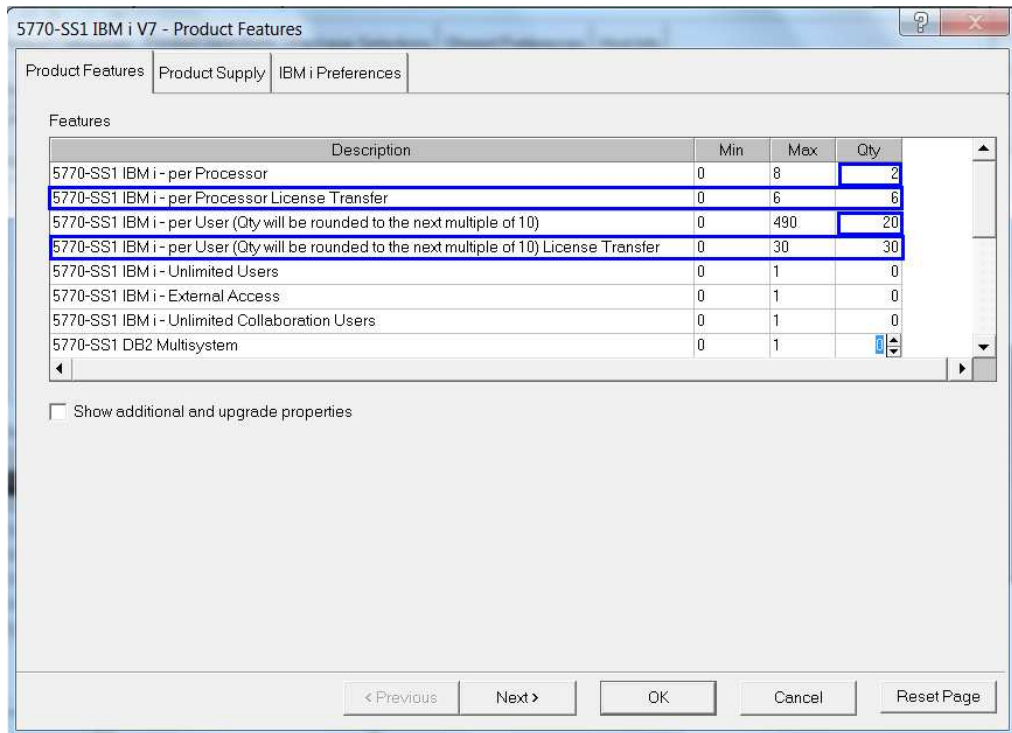 5770-SS1 IBM i V7 - Product Features
Product Features Product Supply IBM i Preferences
Features
Description Min Max Qty
5770-SS1 IBM i - per Processor 0 8 2
5770-SS1 IBM i - per Processor License Transfer 0 6 6
5770-SS1 IBM i - per User (Qty will be rounded to the next multiple of 10) 0 490 20
5770-SS1 IBM i - per User (Qty will be rounded to the next multiple of 10) License Transfer 0 30 30
5770-SS1 IBM i - Unlimited Users 0 1 0
5770-SS1 IBM i - External Access 0 1 0
5770-SS1 IBM i - Unlimited Collaboration Users 0 1 0
5770-SS1 DB2 Multisystem 0 1 0
Show additional and upgrade properties
< Previous Next > OK Cancel Reset Page